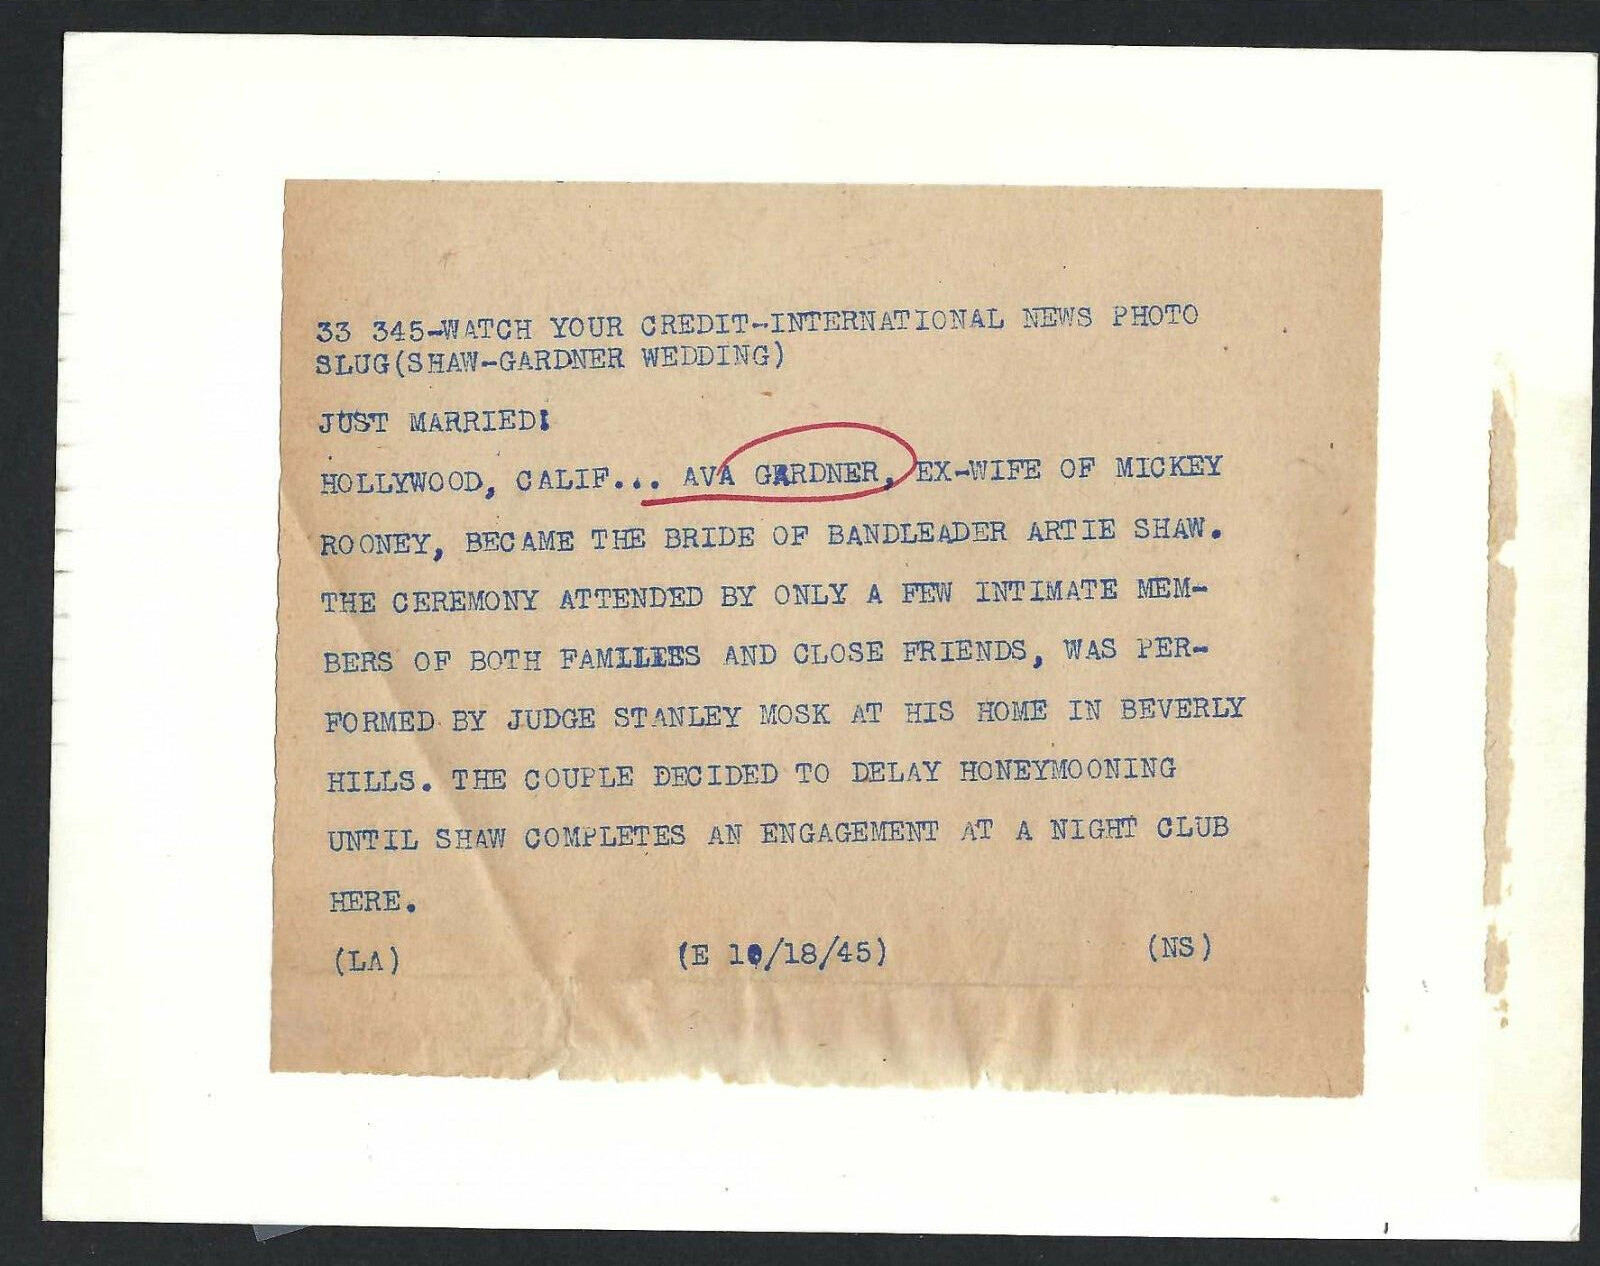 33 345-WATCH YOUR CREDIT-INTERNATIONAL NEWS PHOTO
SLUG(SHAW-GARDNER WEDDING)
JUST MARRIED!
HOLLYWOOD, CALIF... AVA GARDNER, EX-WIFE OF MICKEY
ROONEY, BECAME THE BRIDE OF BANDLEADER ARTIE SHAW.
THE CEREMONY ATTENDED BY ONLY A FEW INTIMATE MEM-
BERS OF BOTH FAMILIES AND CLOSE FRIENDS, WAS PER-
FORMED BY JUDGE STANLEY MOSK AT HIS HOME IN BEVERLY
HILLS. THE COUPLE DECIDED TO DELAY HONEYMOONING
UNTIL SHAW COMPLETES AN ENGAGEMENT AT A NIGHT CLUB
HERE.
(LA) (E 10/18/45) (NS)